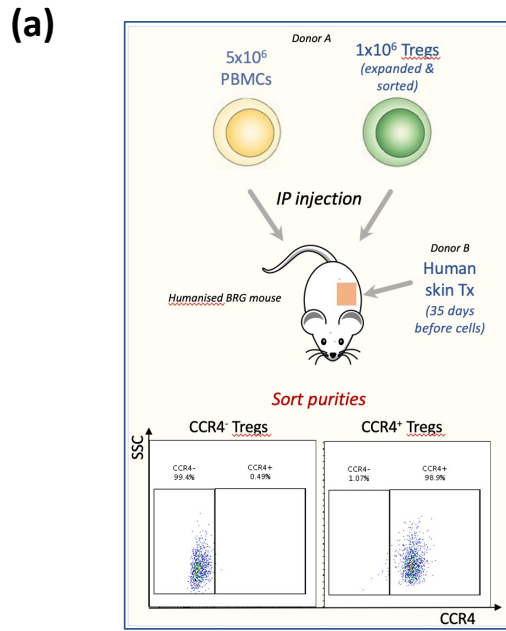 (a)
Donor A
5x10⁶
PBMCs
1x10⁶ Tregs
(expanded &
sorted)
IP injection
Donor B
Human
skin Tx
(35 days
before cells)
Humanised BRG mouse
Sort purities
CCR4⁻ Tregs
CCR4⁺ Tregs
SSC
CCR4-
99.4%
CCR4+
0.49%
CCR4-
1.07%
CCR4+
98.9%
CCR4